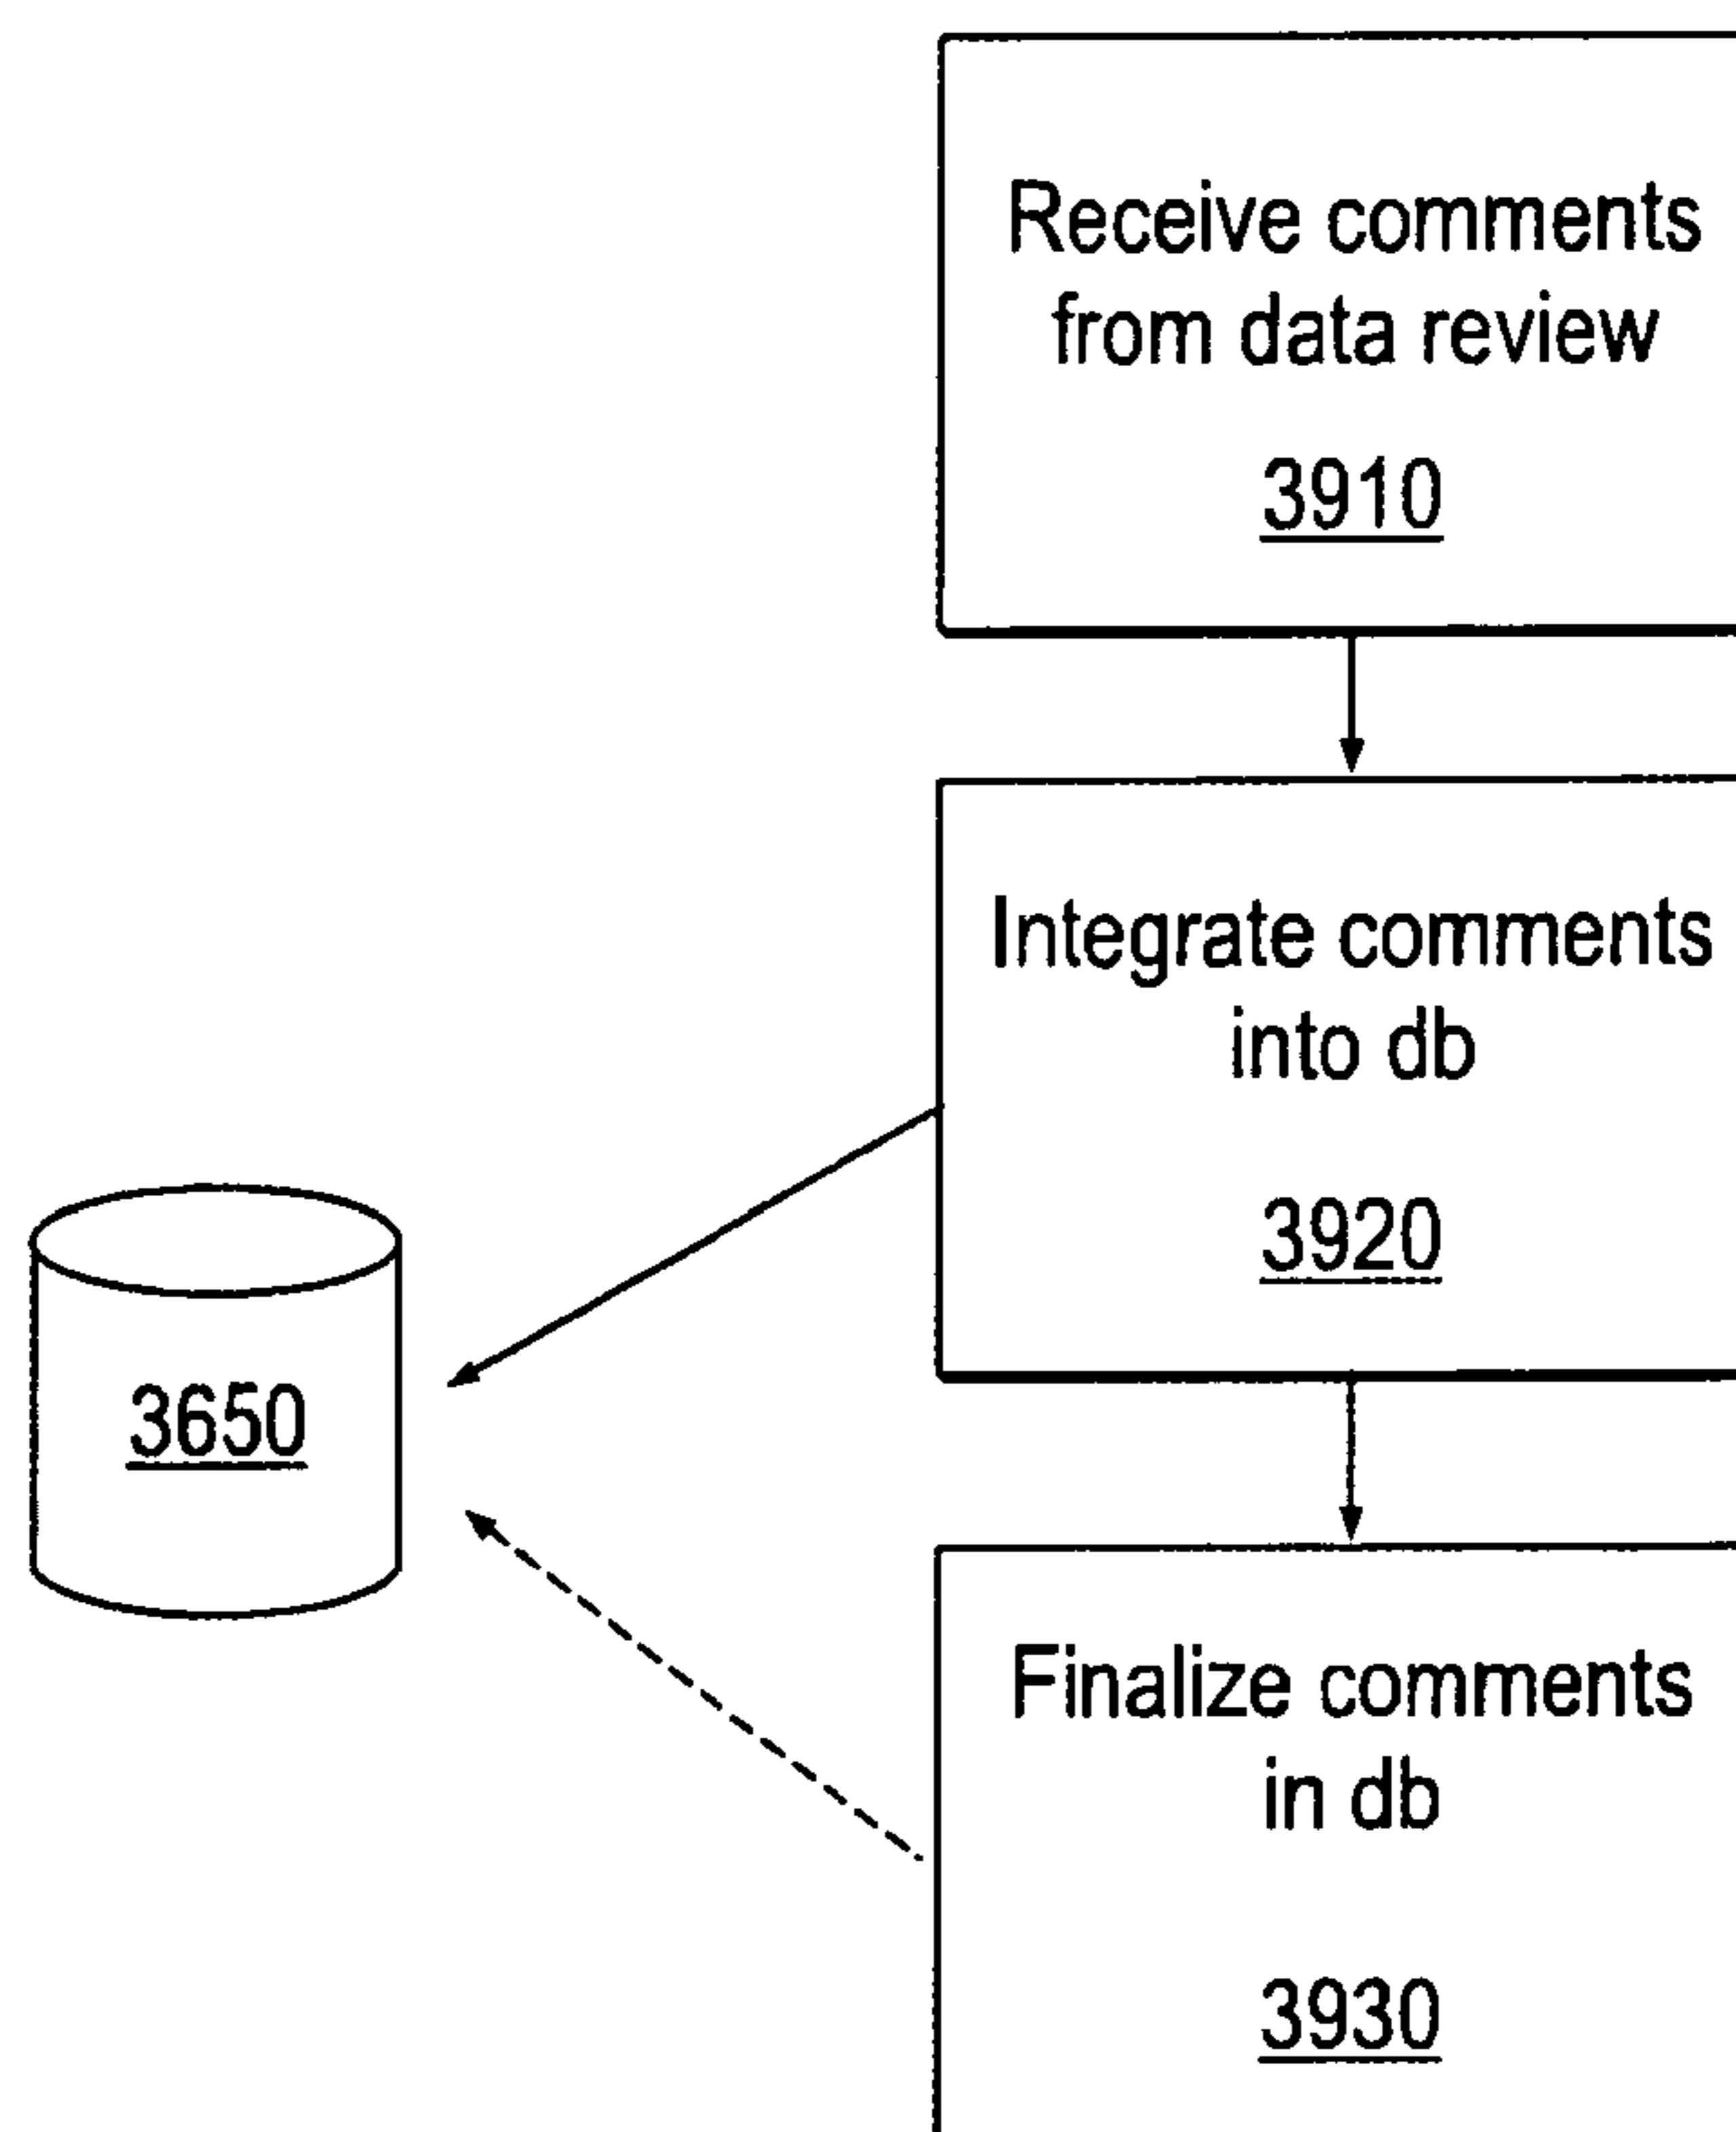 Receive comments
from data review
3910
Integrate comments
into db
3920
3650
Finalize comments
in db
3930